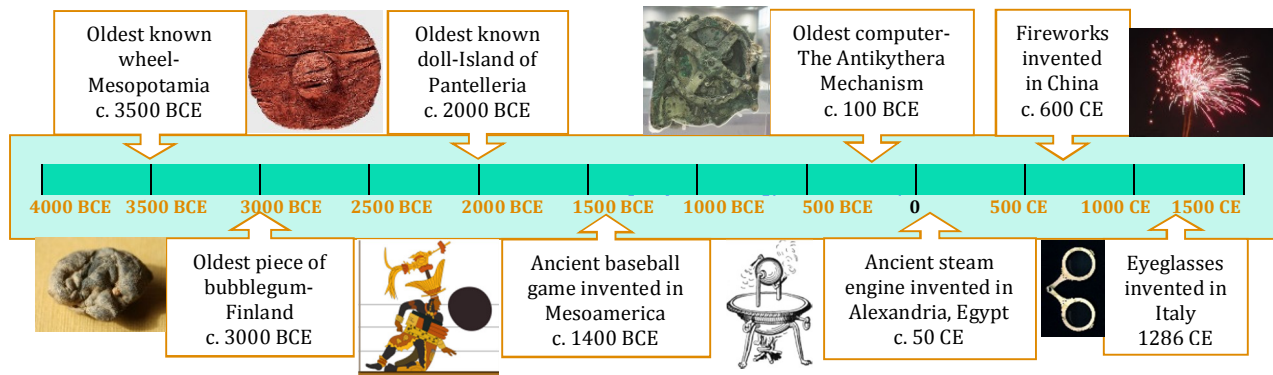 Oldest known
wheel-
Mesopotamia
c. 3500 BCE
Oldest known
doll-Island of
Pantelleria
c. 2000 BCE
Oldest computer-
The Antikythera
Mechanism
c. 100 BCE
Fireworks
invented
in China
c. 600 CE
4000 BCE 3500 BCE 3000 BCE 2500 BCE 2000 BCE 1500 BCE 1000 BCE 500 BCE 0 500 CE 1000 CE 1500 CE
Oldest piece of
bubblegum-
Finland
c. 3000 BCE
Ancient baseball
game invented in
Mesoamerica
c. 1400 BCE
Ancient steam
engine invented in
Alexandria, Egypt
c. 50 CE
Eyeglasses
invented in
Italy
1286 CE